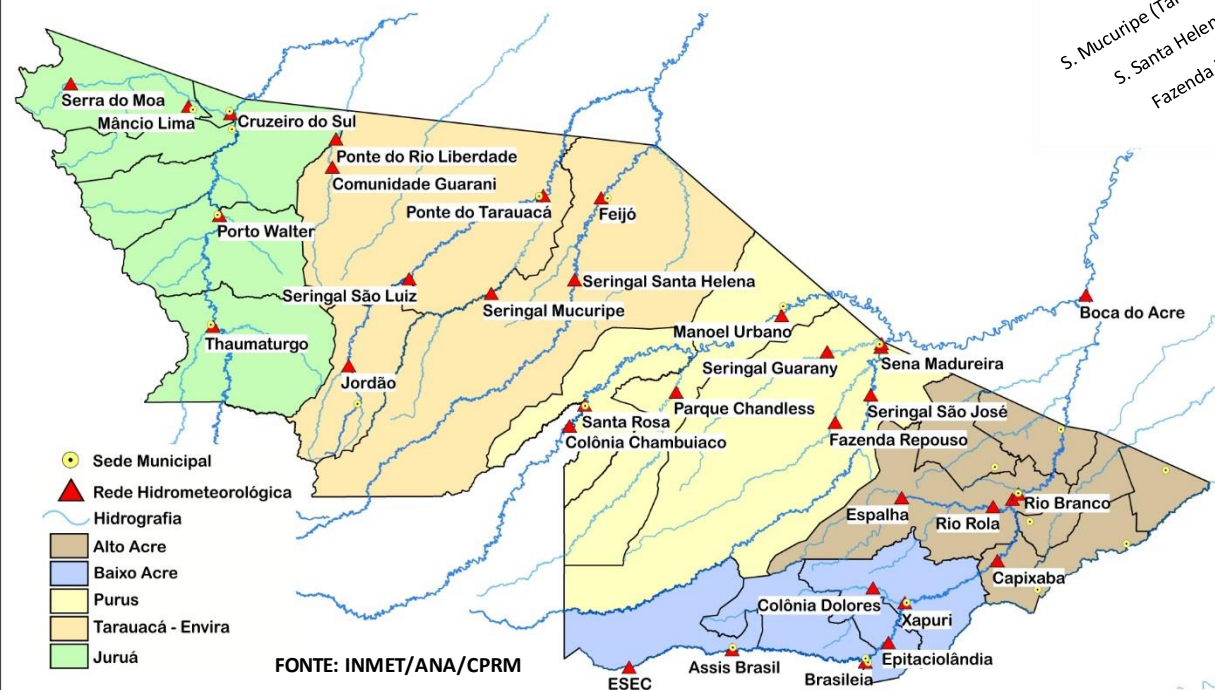 S. Mucuripe
S. Santa
Fazenda
Serra do Moa
Mâncio Lima
Cruzeiro do Sul
Ponte do Rio Liberdade
Comunidade Guarani
Ponte do Tarauacá
Feijó
Porto Walter
Seringal São Luiz
Seringal Mucuripe
Seringal Santa Helena
Boca do Acre
Thaumaturgo
Manoel Urbano
Seringal Guarany
Sena Madureira
Jordão
Parque Chandless
Seringal São José
Santa Rosa
Colônia Chambuiaco
Fazenda Repouso
Espalha
Rio Rola
Rio Branco
Capixaba
Colônia Dolores
Xapuri
Epitaciolândia
Assis Brasil
Brasileia
ESEC
Sede Municipal
Rede Hidrometeorológica
Hidrografia
Alto Acre
Baixo Acre
Purus
Tarauacá - Envira
Juruá
FONTE: INMET/ANA/CPRM